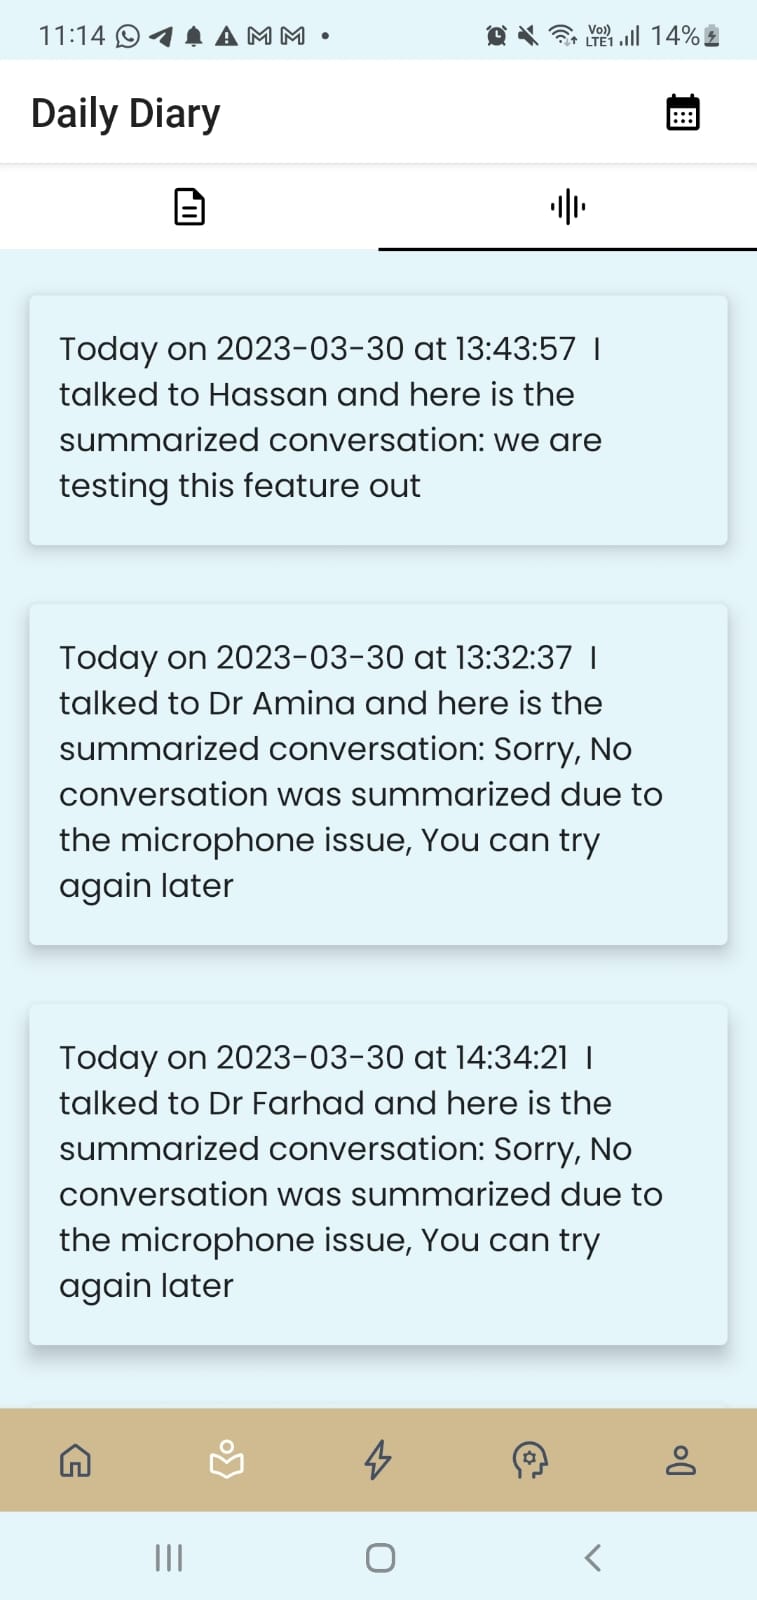 11:14
Vo))
LTE1
14%
Daily Diary
Today on 2023-03-30 at 13:43:57 I
talked to Hassan and here is the
summarized conversation: we are
testing this feature out
Today on 2023-03-30 at 13:32:37 I
talked to Dr Amina and here is the
summarized conversation: Sorry, No
conversation was summarized due to
the microphone issue, You can try
again later
Today on 2023-03-30 at 14:34:21 I
talked to Dr Farhad and here is the
summarized conversation: Sorry, No
conversation was summarized due to
the microphone issue, You can try
again later